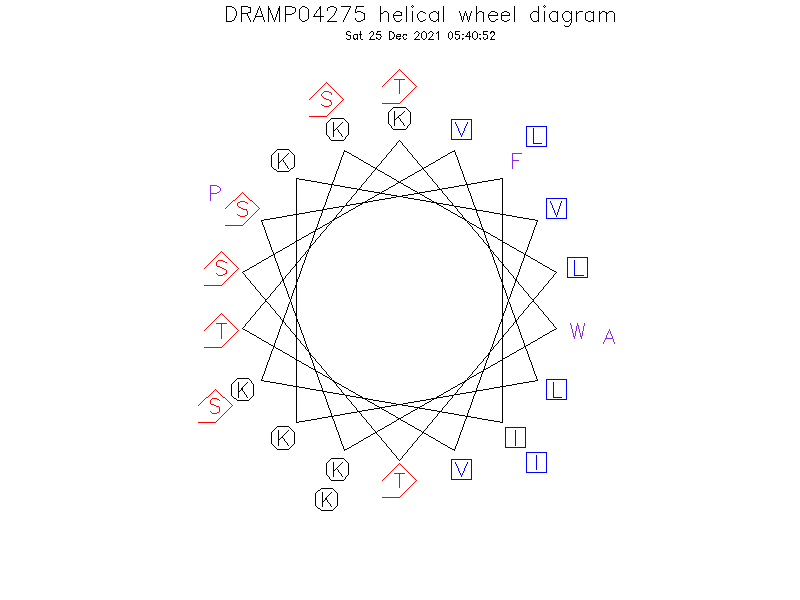 DRAMP04275 helical wheel diagram
Sat 25 Dec 2021 05:40:52
T
S
K
K
V
L
K
F
P
S
V
S
L
T
W
A
K
L
S
K
I
I
K
V
T
K